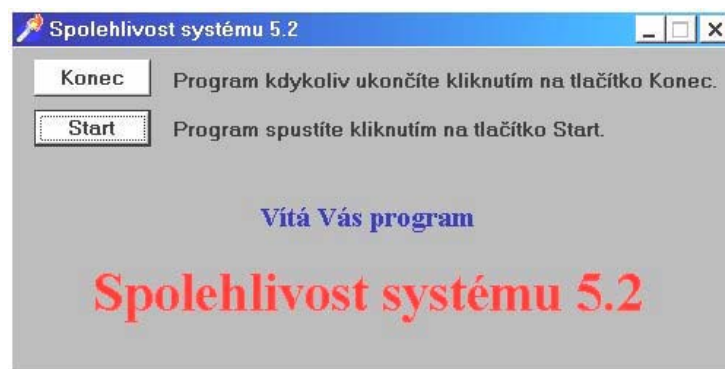 Spolehlivost systému 5.2
Konec Program kdykoliv ukončíte kliknutím na tlačítko Konec.
Start Program spustíte kliknutím na tlačítko Start.
Vítá Vás program
Spolehlivost systému 5.2